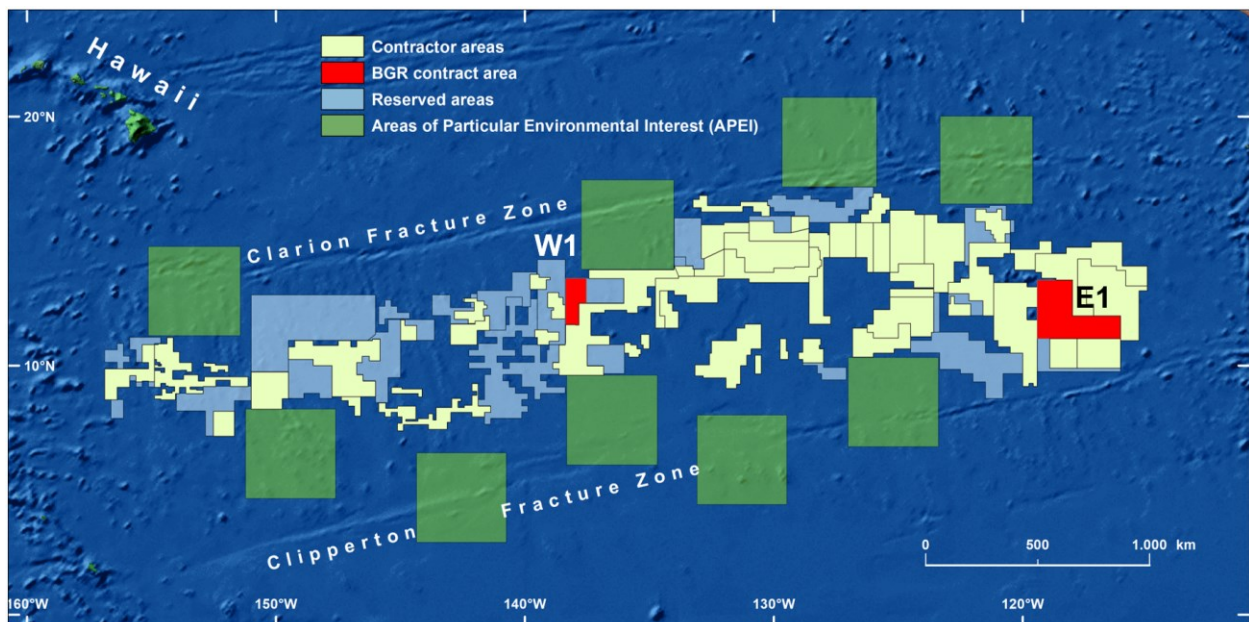 Hawaii
Contractor areas
BGR contract area
Reserved areas
Areas of Particular Environmental Interest (APEI)
20°N
Clarion Fracture Zone
W1
E1
10°N
Clipperton Fracture Zone
0 500 1.000 km
160°W 150°W 140°W 130°W 120°W